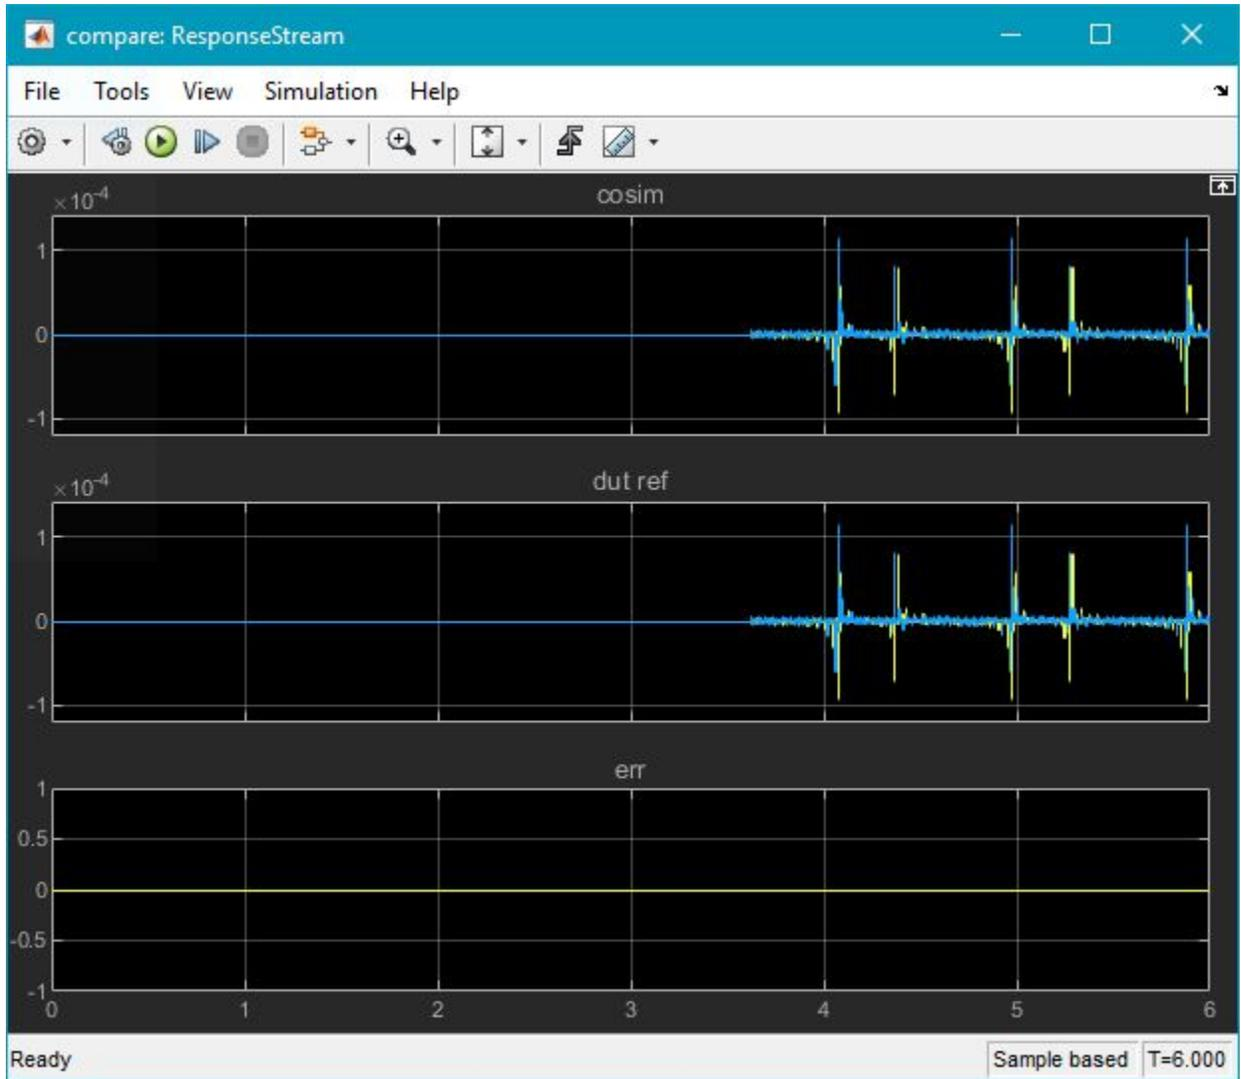 compare: ResponseStream
File Tools View Simulation Help
×10⁻⁴
cosim
1
0
-1
×10⁻⁴
dut ref
1
0
-1
err
1
0.5
0
-0.5
-1
0 1 2 3 4 5 6
Ready Sample based T=6.000